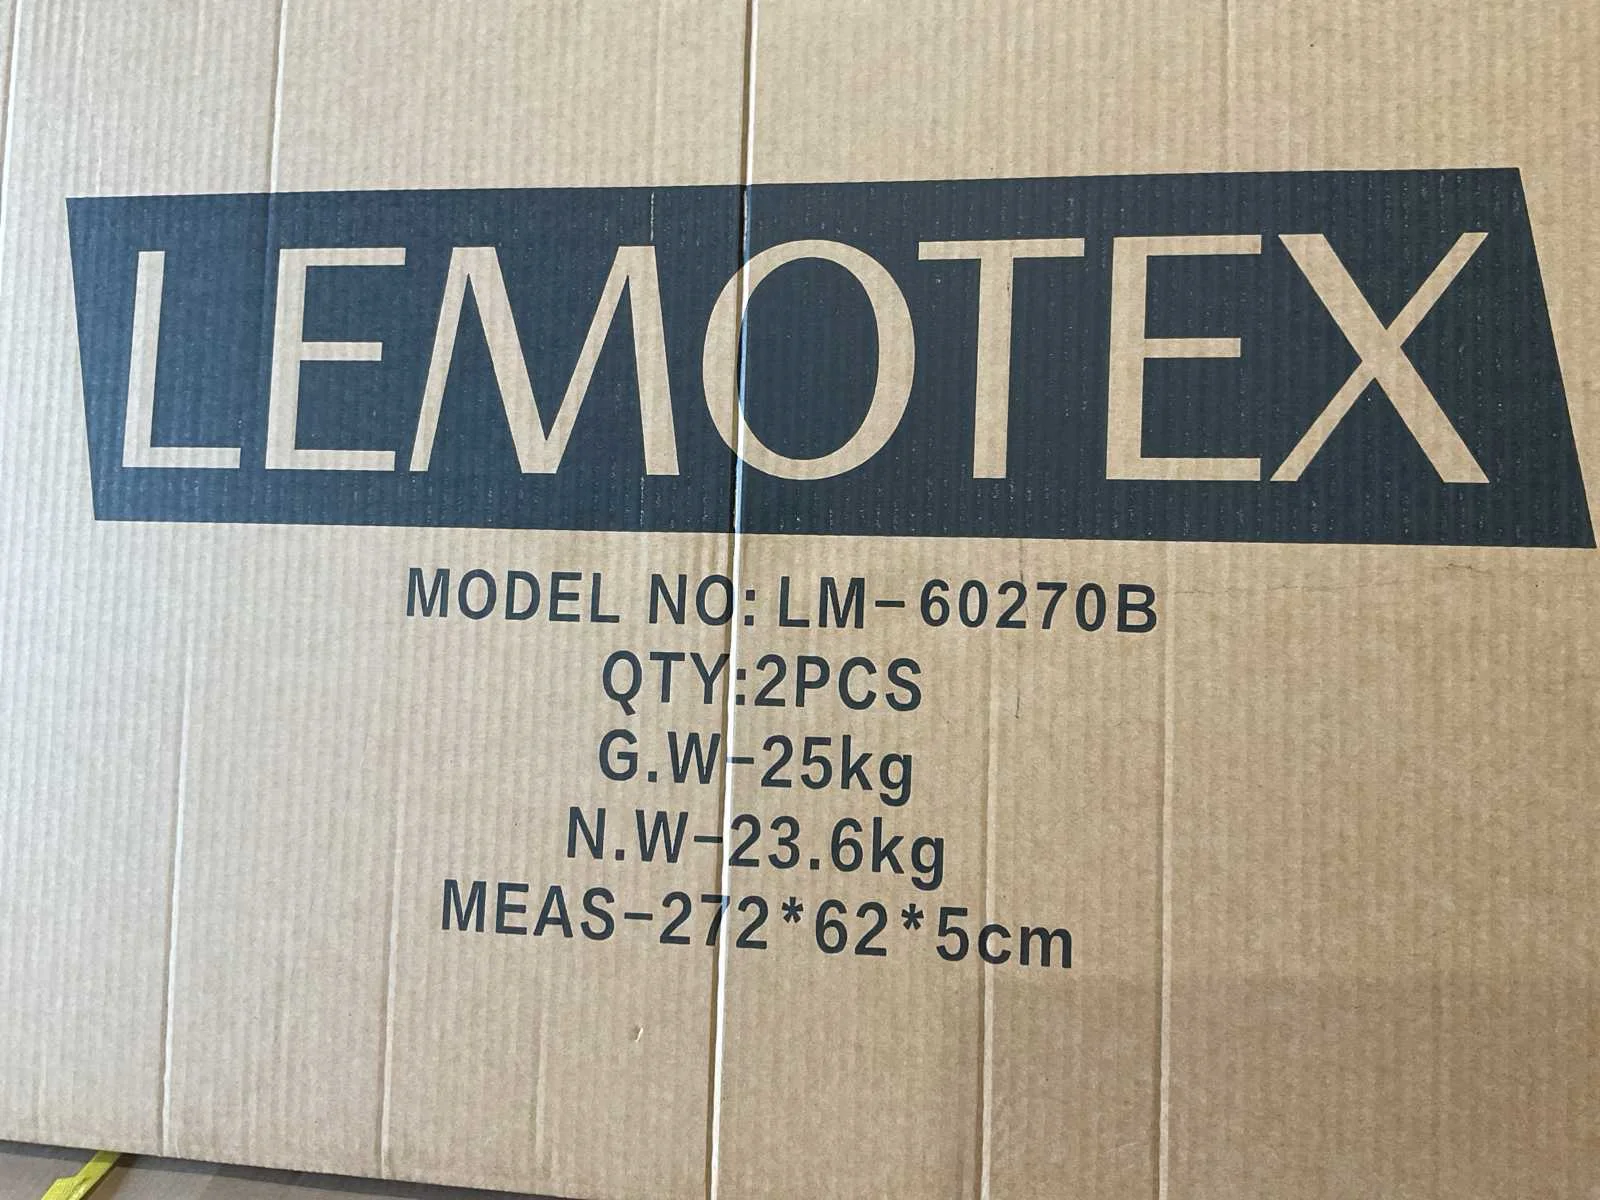 LEMOTEX
MODEL NO: LM-60270B
QTY:2PCS
G.W-25kg
N.W-23.6kg
MEAS-272*62*5cm